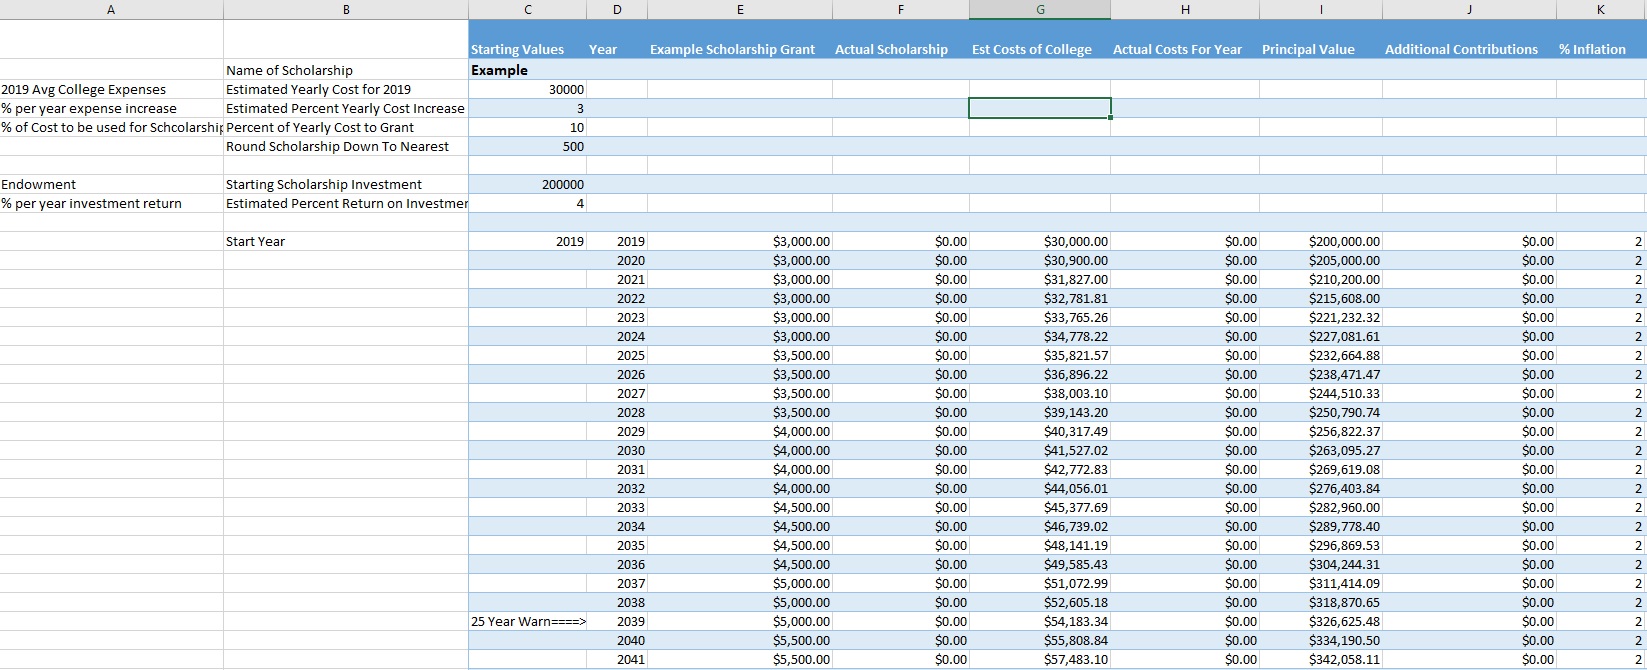 A B C D E F G H I J K
Starting Values Year Example Scholarship Grant Actual Scholarship Est Costs of College Actual Costs For Year Principal Value Additional Contributions % Inflation
Name of Scholarship Example
2019 Avg College Expenses Estimated Yearly Cost for 2019 30000
% per year expense increase Estimated Percent Yearly Cost Increase 3
% of Cost to be used for Schcolarship Percent of Yearly Cost to Grant 10
Round Scholarship Down To Nearest 500
Endowment Starting Scholarship Investment 200000
% per year investment return Estimated Percent Return on Investmer 4
Start Year 2019 2019 $3,000.00 $0.00 $30,000.00 $0.00 $200,000.00 $0.00 2
2020 $3,000.00 $0.00 $30,900.00 $0.00 $205,000.00 $0.00 2
2021 $3,000.00 $0.00 $31,827.00 $0.00 $210,200.00 $0.00 2
2022 $3,000.00 $0.00 $32,781.81 $0.00 $215,608.00 $0.00 2
2023 $3,000.00 $0.00 $33,765.26 $0.00 $221,232.32 $0.00 2
2024 $3,000.00 $0.00 $34,778.22 $0.00 $227,081.61 $0.00 2
2025 $3,500.00 $0.00 $35,821.57 $0.00 $232,664.88 $0.00 2
2026 $3,500.00 $0.00 $36,896.22 $0.00 $238,471.47 $0.00 2
2027 $3,500.00 $0.00 $38,003.10 $0.00 $244,510.33 $0.00 2
2028 $3,500.00 $0.00 $39,143.20 $0.00 $250,790.74 $0.00 2
2029 $4,000.00 $0.00 $40,317.49 $0.00 $256,822.37 $0.00 2
2030 $4,000.00 $0.00 $41,527.02 $0.00 $263,095.27 $0.00 2
2031 $4,000.00 $0.00 $42,772.83 $0.00 $269,619.08 $0.00 2
2032 $4,000.00 $0.00 $44,056.01 $0.00 $276,403.84 $0.00 2
2033 $4,500.00 $0.00 $45,377.69 $0.00 $282,960.00 $0.00 2
2034 $4,500.00 $0.00 $46,739.02 $0.00 $289,778.40 $0.00 2
2035 $4,500.00 $0.00 $48,141.19 $0.00 $296,869.53 $0.00 2
2036 $4,500.00 $0.00 $49,585.43 $0.00 $304,244.31 $0.00 2
2037 $5,000.00 $0.00 $51,072.99 $0.00 $311,414.09 $0.00 2
2038 $5,000.00 $0.00 $52,605.18 $0.00 $318,870.65 $0.00 2
25 Year Warn====> 2039 $5,000.00 $0.00 $54,183.34 $0.00 $326,625.48 $0.00 2
2040 $5,500.00 $0.00 $55,808.84 $0.00 $334,190.50 $0.00 2
2041 $5,500.00 $0.00 $57,483.10 $0.00 $342,058.11 $0.00 2